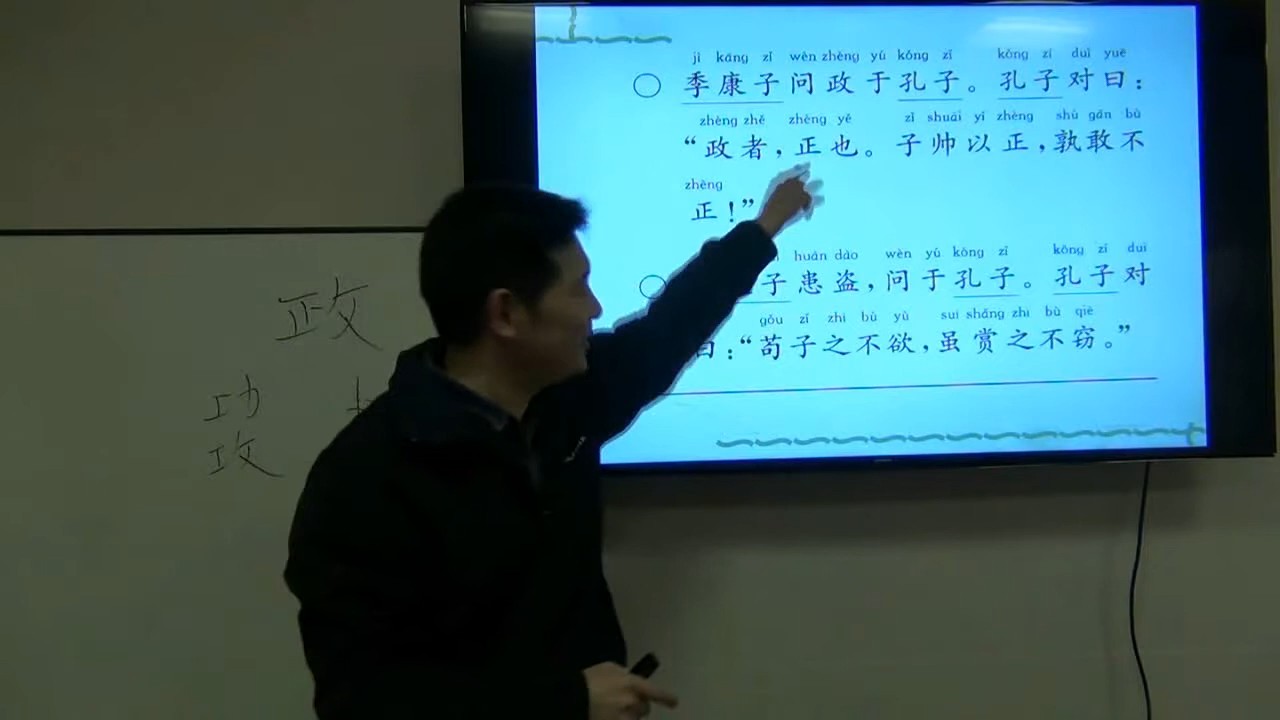 jì kāng zǐ wèn zhèng yú kǒng zǐ kǒng zǐ duì yuē
季康子问政于孔子。孔子对曰：
zhèng zhě zhèng yě zǐ shuài yǐ zhèng shú gǎn bù
“政者，正也。子帅以正，孰敢不
zhèng
正！”
huàn dào wèn yú kǒng zǐ kǒng zǐ duì
子患盗，问于孔子。孔子对
gǒu zǐ zhī bú yù suī shǎng zhī bù qiè
曰：“苟子之不欲，虽赏之不窃。”
政
功
攻